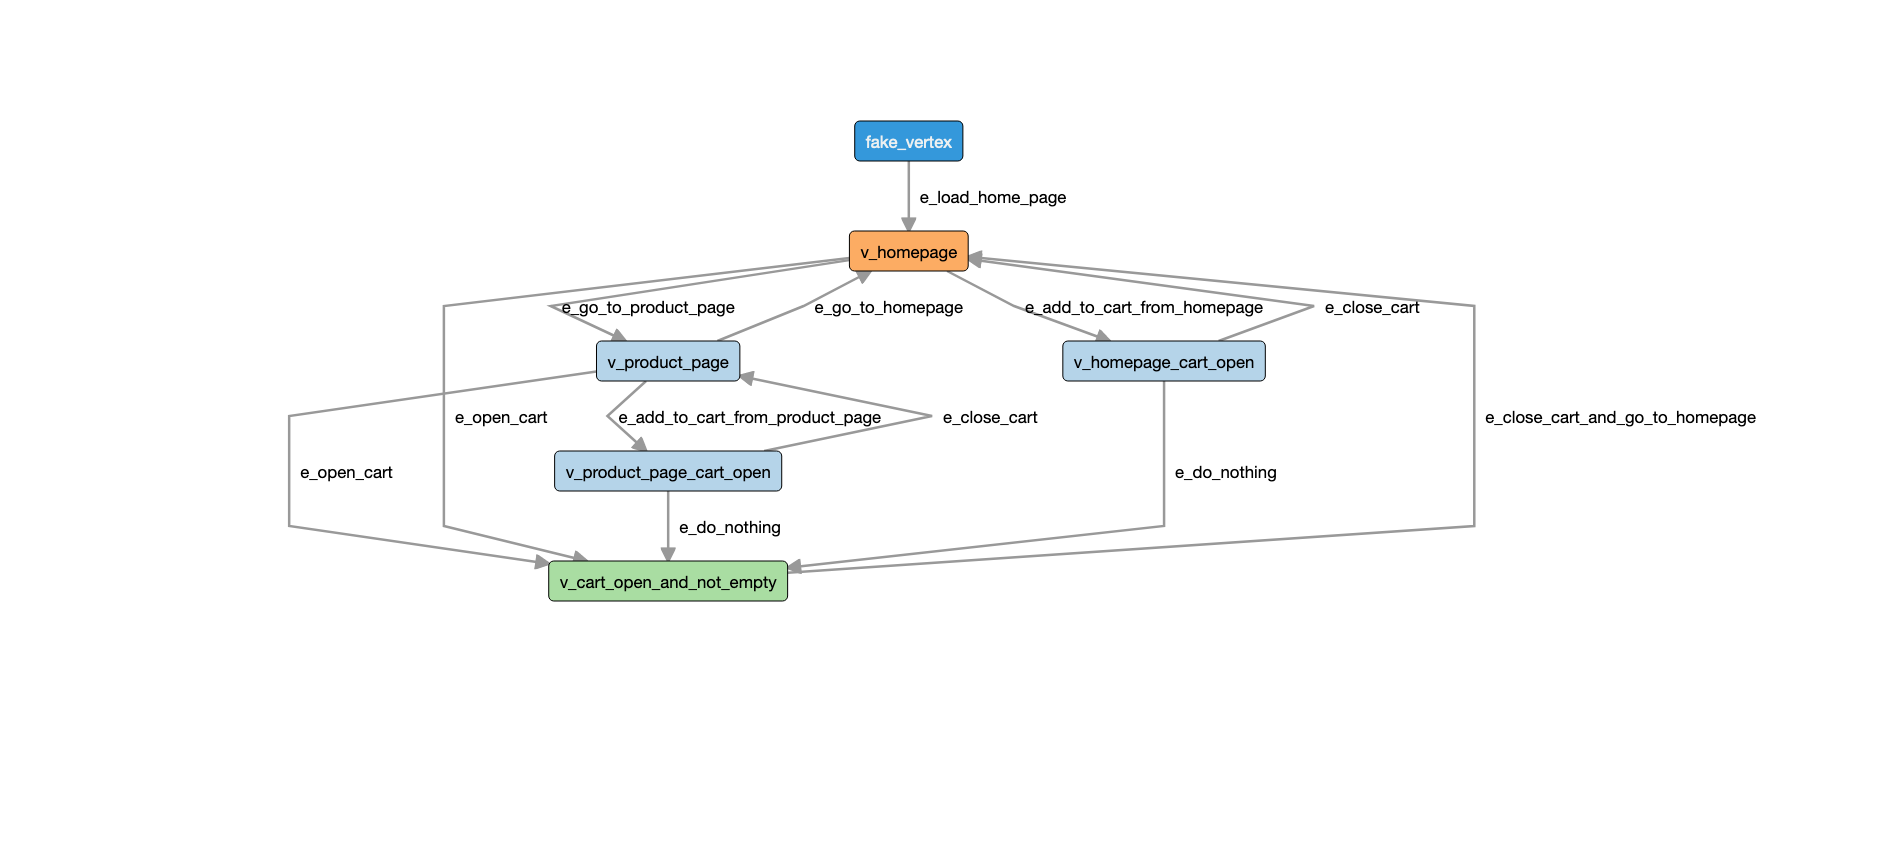 fake_vertex
e_load_home_page
v_homepage
e_go_to_product_page
e_go_to_homepage
e_add_to_cart_from_homepage
e_close_cart
v_product_page
v_homepage_cart_open
e_open_cart
e_add_to_cart_from_product_page
e_close_cart
e_close_cart_and_go_to_homepage
e_open_cart
v_product_page_cart_open
e_do_nothing
e_do_nothing
v_cart_open_and_not_empty